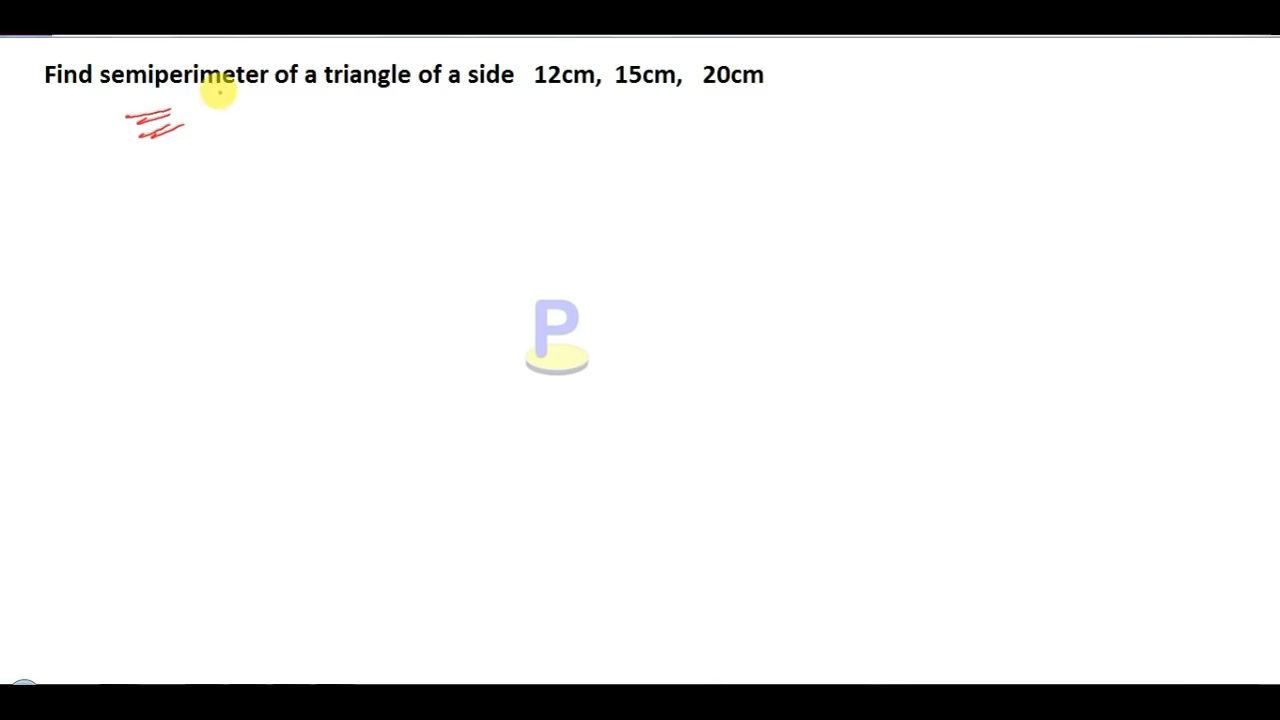 Find semiperimeter of a triangle of a side 12cm, 15cm, 20cm
P